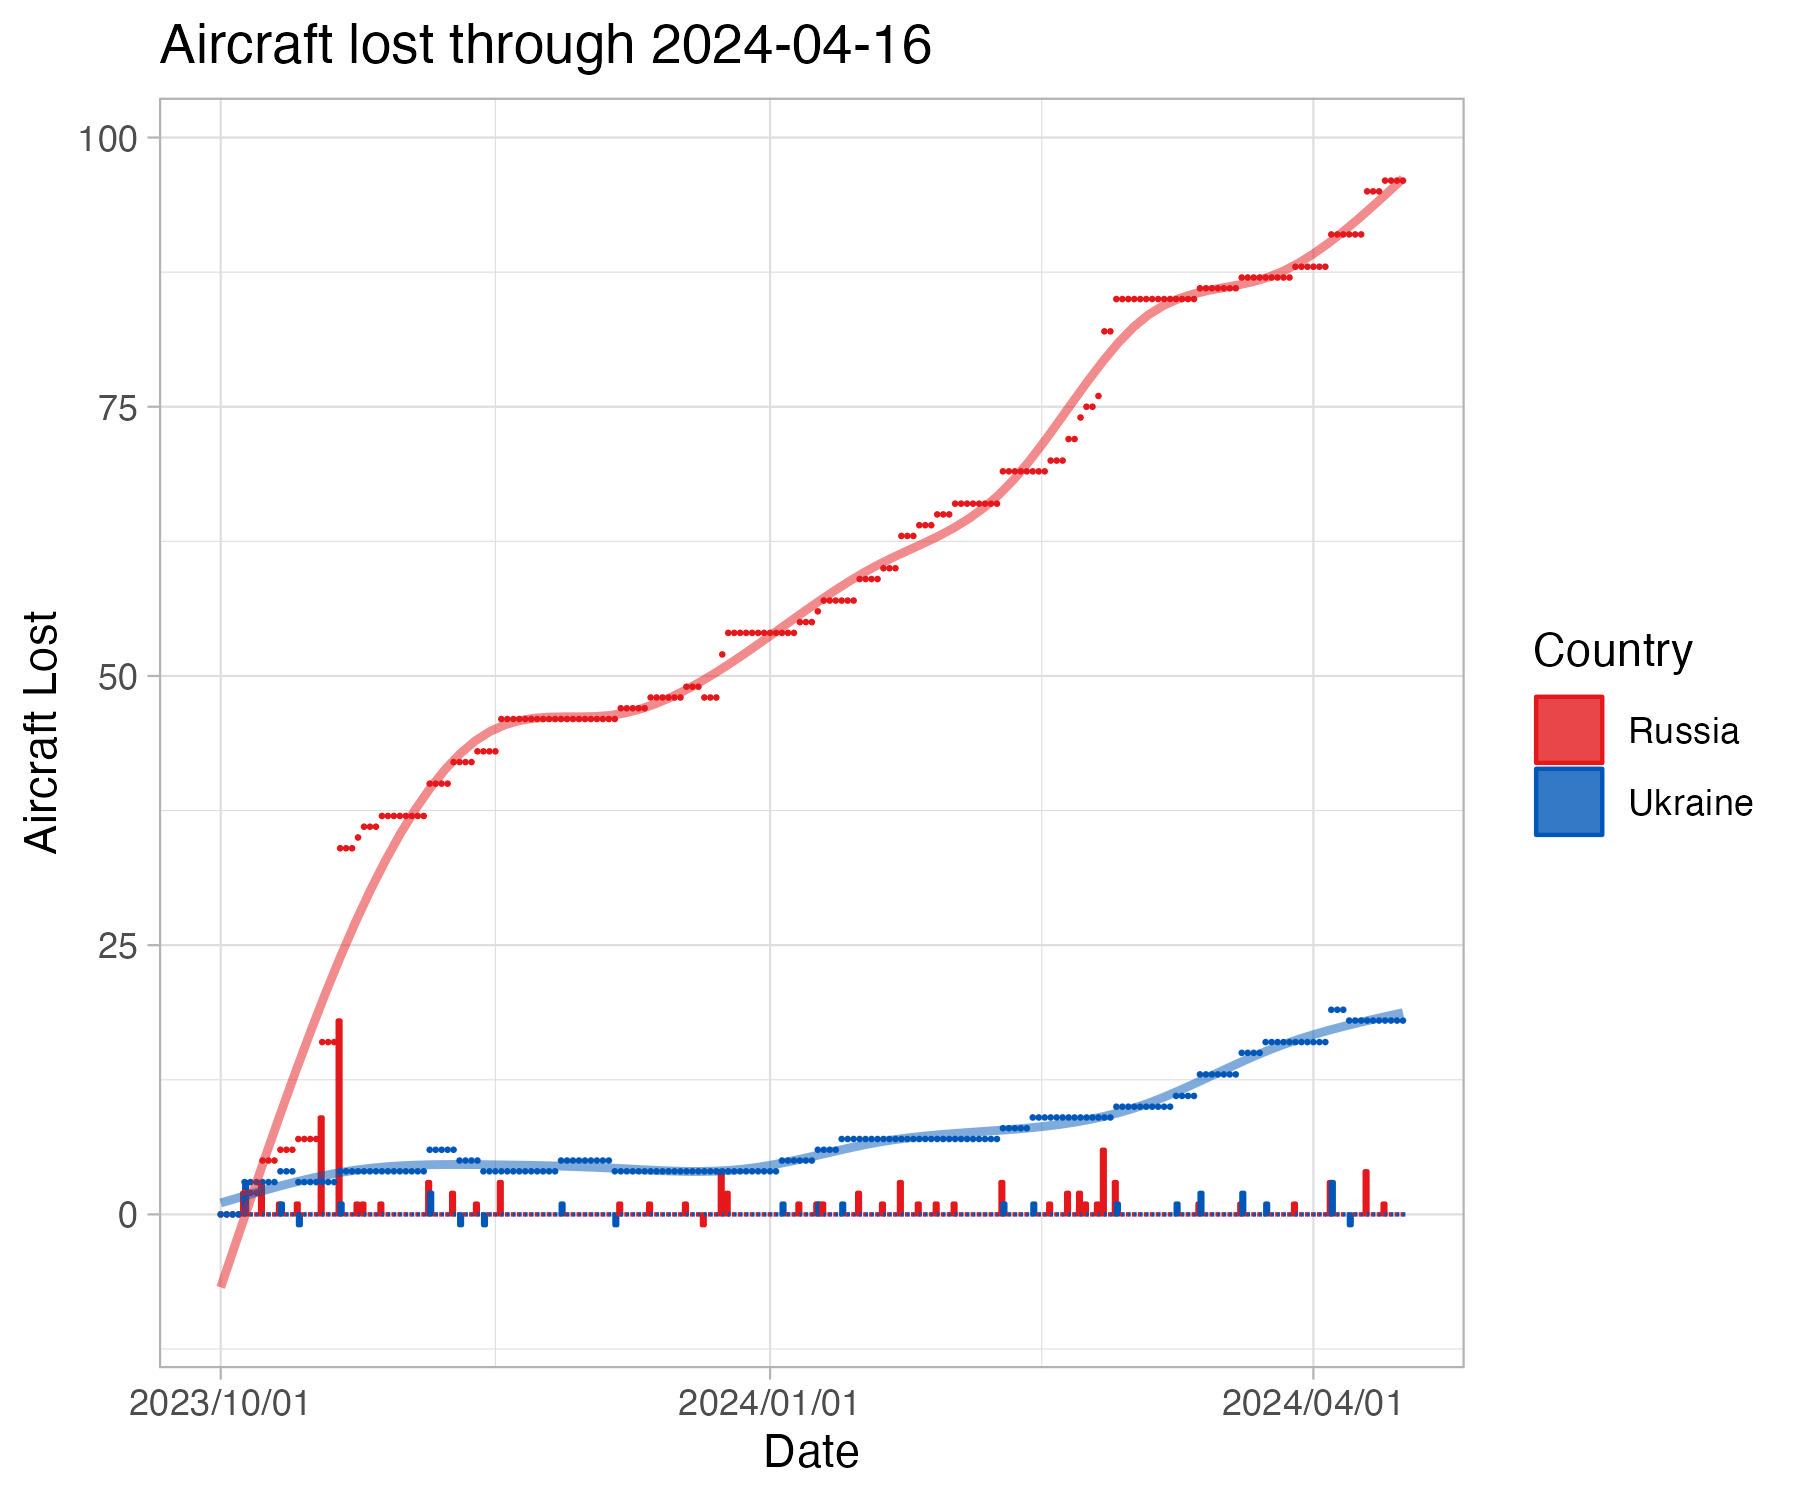 Aircraft lost through 2024-04-16
Aircraft Lost
100
75
50
25
0
2023/10/01
2024/01/01
2024/04/01
Date
Country
Russia
Ukraine